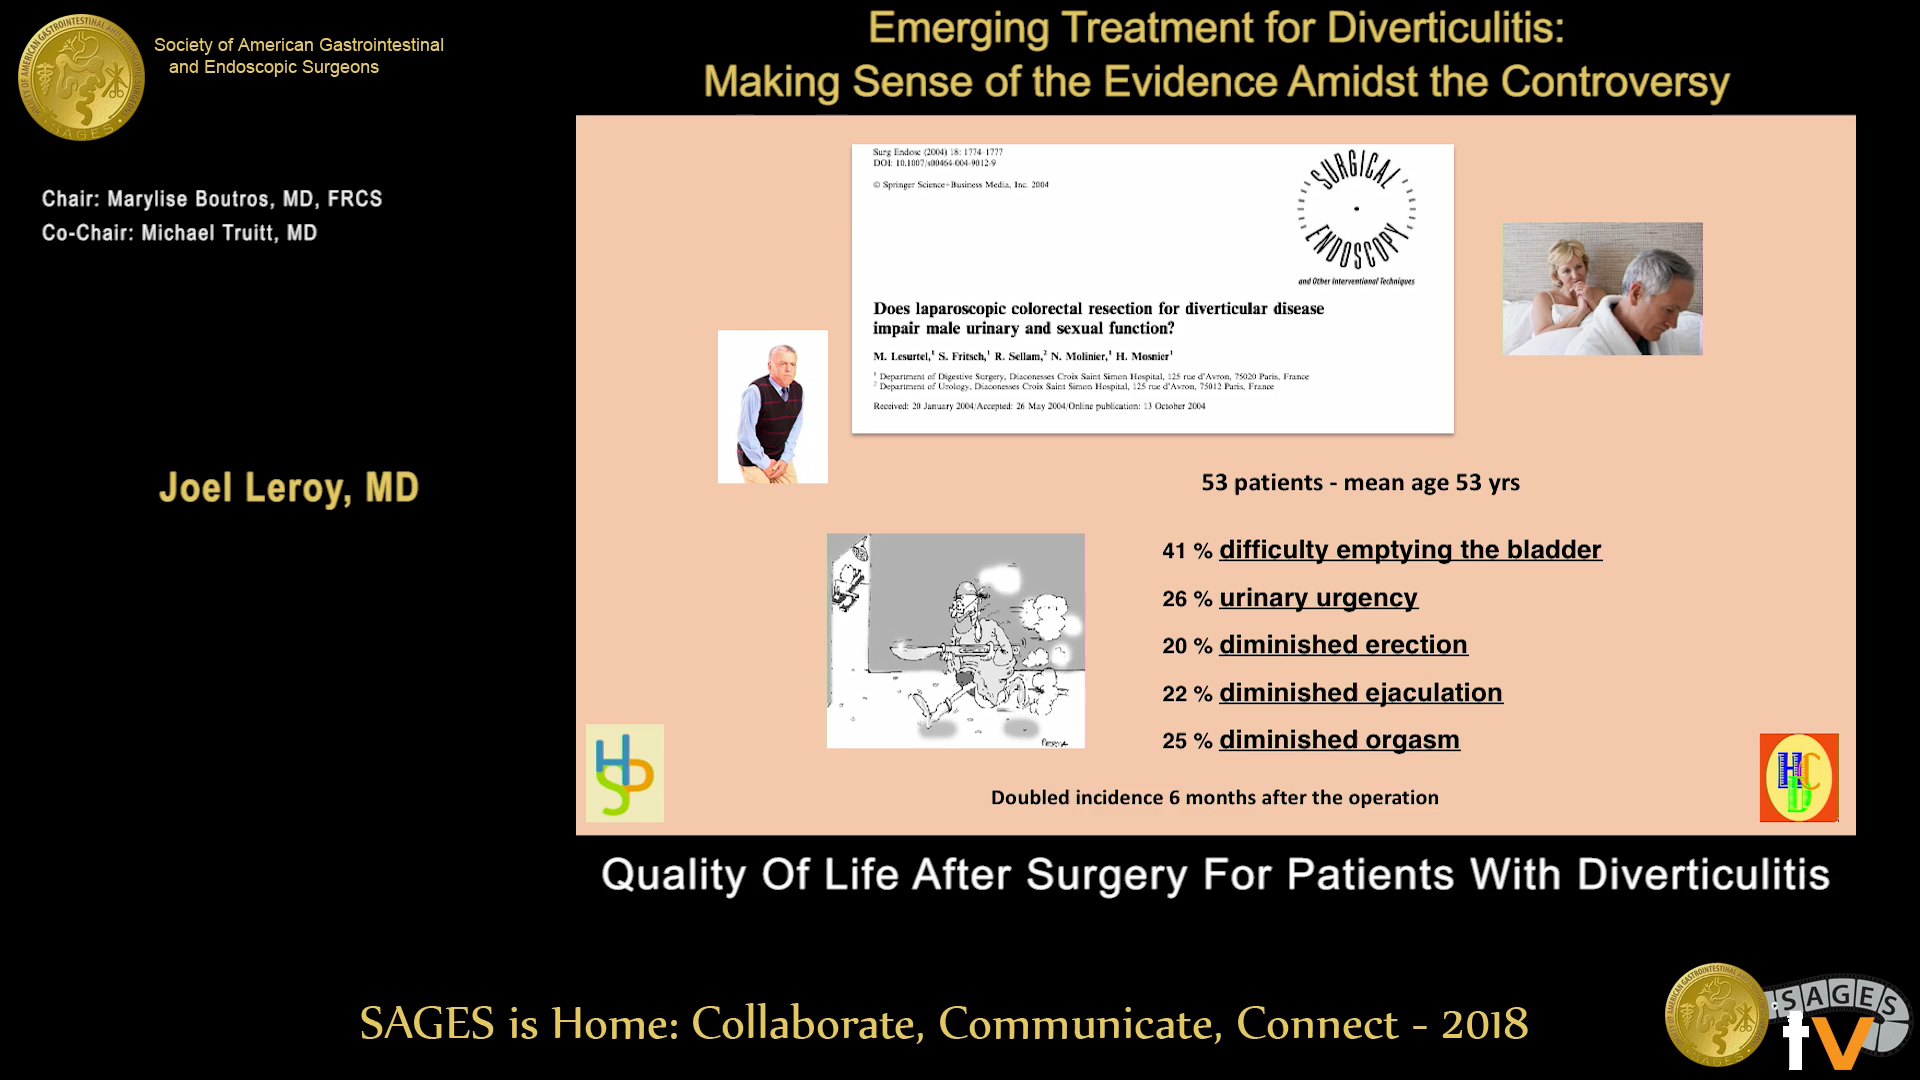 Society of American Gastrointestinal
and Endoscopic Surgeons
Emerging Treatment for Diverticulitis:
Making Sense of the Evidence Amidst the Controversy
Chair: Marylise Boutros, MD, FRCS
Co-Chair: Michael Truitt, MD
Joel Leroy, MD
Surg Endosc (2004) 18: 1774–1777
DOI: 10.1007/s00464-004-9012-9
© Springer Science+Business Media, Inc. 2004
SURGICAL
ENDOSCOPY
and Other Interventional Techniques
Does laparoscopic colorectal resection for diverticular disease
impair male urinary and sexual function?
M. Lesurtel,¹ S. Fritsch,¹ R. Sellam,² N. Molinier,¹ H. Mosnier¹
¹ Department of Digestive Surgery, Diaconesses Croix Saint Simon Hospital, 125 rue d'Avron, 75020 Paris, France
² Department of Urology, Diaconesses Croix Saint Simon Hospital, 125 rue d'Avron, 75012 Paris, France
Received: 20 January 2004/Accepted: 26 May 2004/Online publication: 13 October 2004
53 patients - mean age 53 yrs
41 % difficulty emptying the bladder
26 % urinary urgency
20 % diminished erection
22 % diminished ejaculation
25 % diminished orgasm
Doubled incidence 6 months after the operation
HSD
HCD
Quality Of Life After Surgery For Patients With Diverticulitis
SAGES is Home: Collaborate, Communicate, Connect - 2018
SAGES
tv